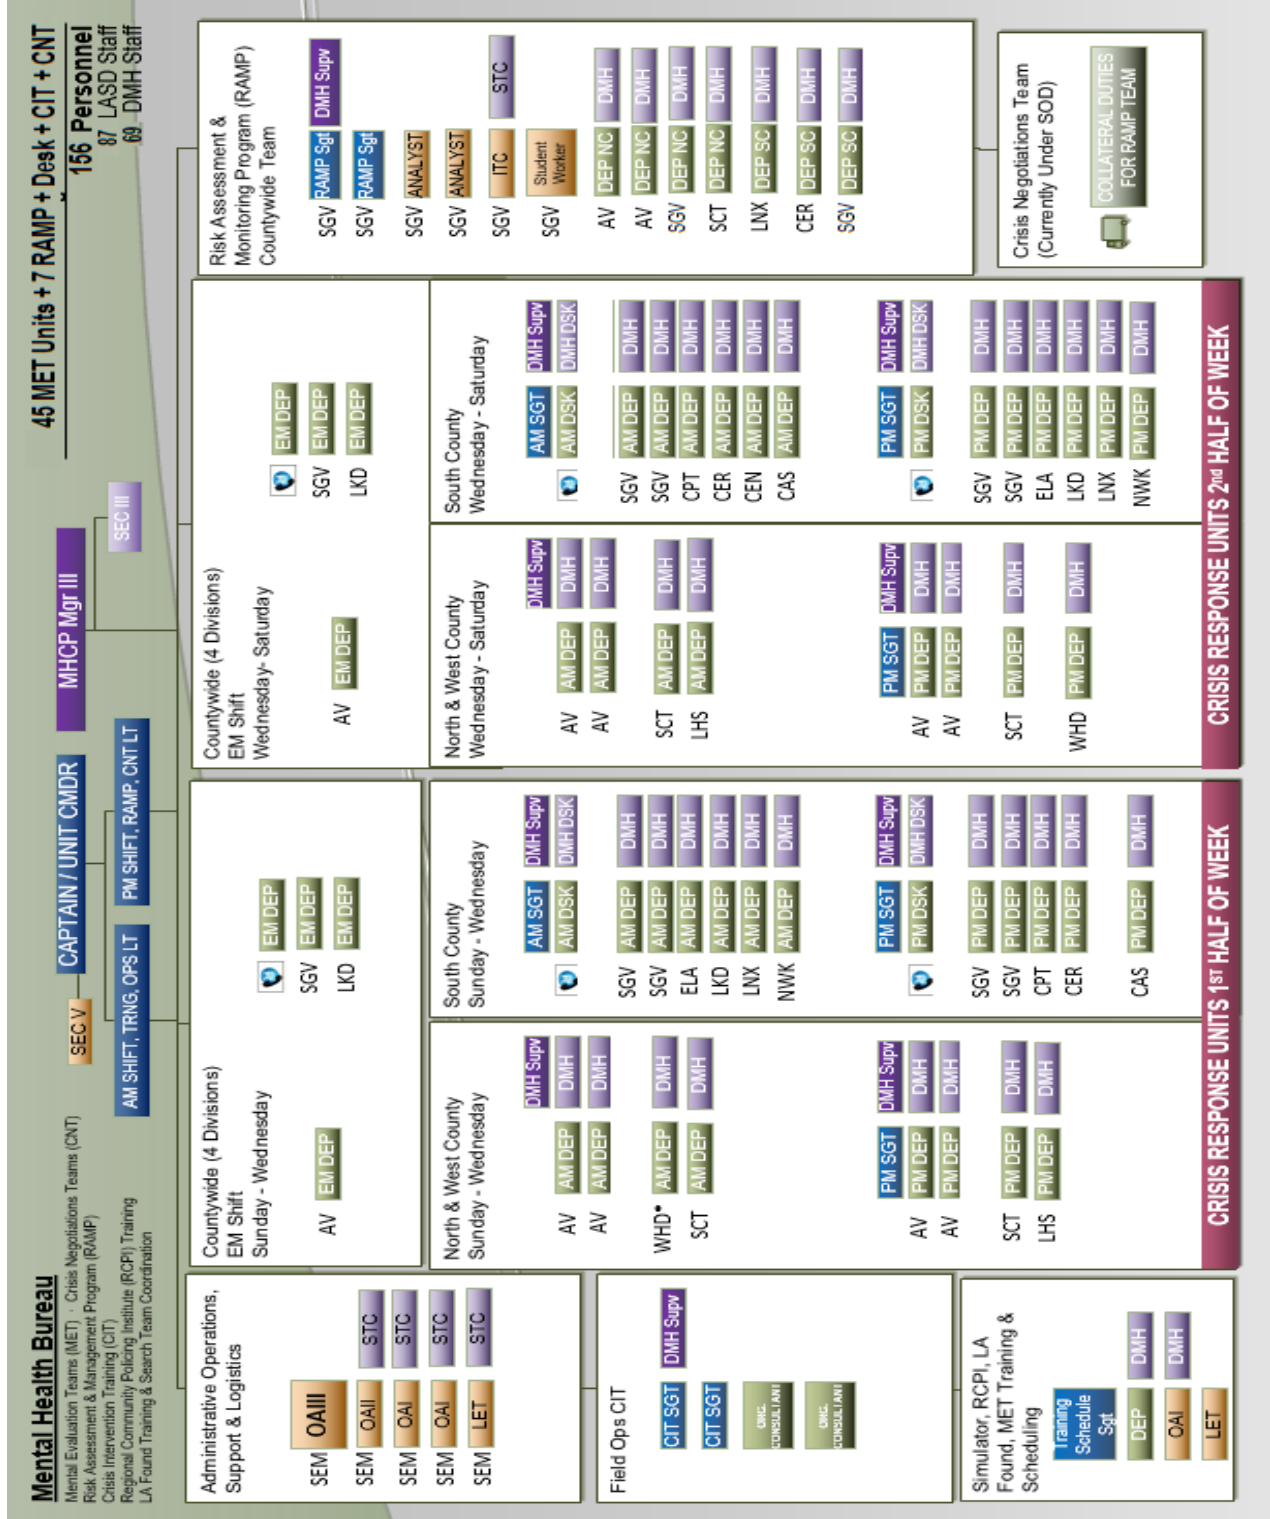 Mental Health Bureau
Mental Evaluation Teams (MET) · Crisis Negotiations Teams (CNT)
Risk Assessment & Management Program (RAMP)
Crisis Intervention Training (CIT)
Regional Community Policing Institute (RCPI) Training
LA Found Training & Search Team Coordination
45 MET Units + 7 RAMP + Desk + CIT + CNT
156 Personnel
87 LASD Staff
69 DMH Staff
SEC V
CAPTAIN / UNIT CMDR
MHCP Mgr III
SEC III
AM SHIFT, TRNG, OPS LT
PM SHIFT, RAMP, CNT LT
Administrative Operations,
Support & Logistics
SEM OAIII
SEM OAII STC
SEM OAI STC
SEM OAI STC
SEM LET STC
Field Ops CIT
CIT SGT DMH Supv
CIT SGT
ORG.
CONSULTANT
ORG.
CONSULTANT
Simulator, RCPI, LA
Found, MET Training &
Scheduling
Training
Schedule
Sgt
DEP DMH
OAI DMH
LET
Countywide (4 Divisions)
EM Shift
Sunday - Wednesday
AV EM DEP
EM DEP
SGV EM DEP
LKD EM DEP
North & West County
Sunday - Wednesday
DMH Supv
AV AM DEP DMH
AV AM DEP DMH
WHD* AM DEP DMH
SCT AM DEP DMH
PM SGT DMH Supv
AV PM DEP DMH
AV PM DEP DMH
SCT PM DEP DMH
LHS PM DEP DMH
South County
Sunday - Wednesday
AM SGT DMH Supv
AM DSK DMH DSK
SGV AM DEP DMH
SGV AM DEP DMH
ELA AM DEP DMH
LKD AM DEP DMH
LNX AM DEP DMH
NWK AM DEP DMH
PM SGT DMH Supv
PM DSK DMH DSK
SGV PM DEP DMH
SGV PM DEP DMH
CPT PM DEP DMH
CER PM DEP DMH
CAS PM DEP DMH
CRISIS RESPONSE UNITS 1ST HALF OF WEEK
Countywide (4 Divisions)
EM Shift
Wednesday- Saturday
AV EM DEP
EM DEP
SGV EM DEP
LKD EM DEP
North & West County
Wednesday - Saturday
DMH Supv
AV AM DEP DMH
AV AM DEP DMH
SCT AM DEP DMH
LHS AM DEP DMH
PM SGT DMH Supv
AV PM DEP DMH
AV PM DEP DMH
SCT PM DEP DMH
WHD PM DEP DMH
South County
Wednesday - Saturday
AM SGT DMH Supv
AM DSK DMH DSK
SGV AM DEP DMH
SGV AM DEP DMH
CPT AM DEP DMH
CER AM DEP DMH
CEN AM DEP DMH
CAS AM DEP DMH
PM SGT DMH Supv
PM DSK DMH DSK
SGV PM DEP DMH
SGV PM DEP DMH
ELA PM DEP DMH
LKD PM DEP DMH
LNX PM DEP DMH
NWK PM DEP DMH
CRISIS RESPONSE UNITS 2nd HALF OF WEEK
Risk Assessment &
Monitoring Program (RAMP)
Countywide Team
SGV RAMP Sgt DMH Supv
SGV RAMP Sgt
SGV ANALYST
SGV ANALYST
SGV ITC STC
SGV Student
Worker
AV DEP NC DMH
AV DEP NC DMH
SGV DEP NC DMH
SCT DEP NC DMH
LNX DEP SC DMH
CER DEP SC DMH
SGV DEP SC DMH
Crisis Negotiations Team
(Currently Under SOD)
COLLATERAL DUTIES
FOR RAMP TEAM